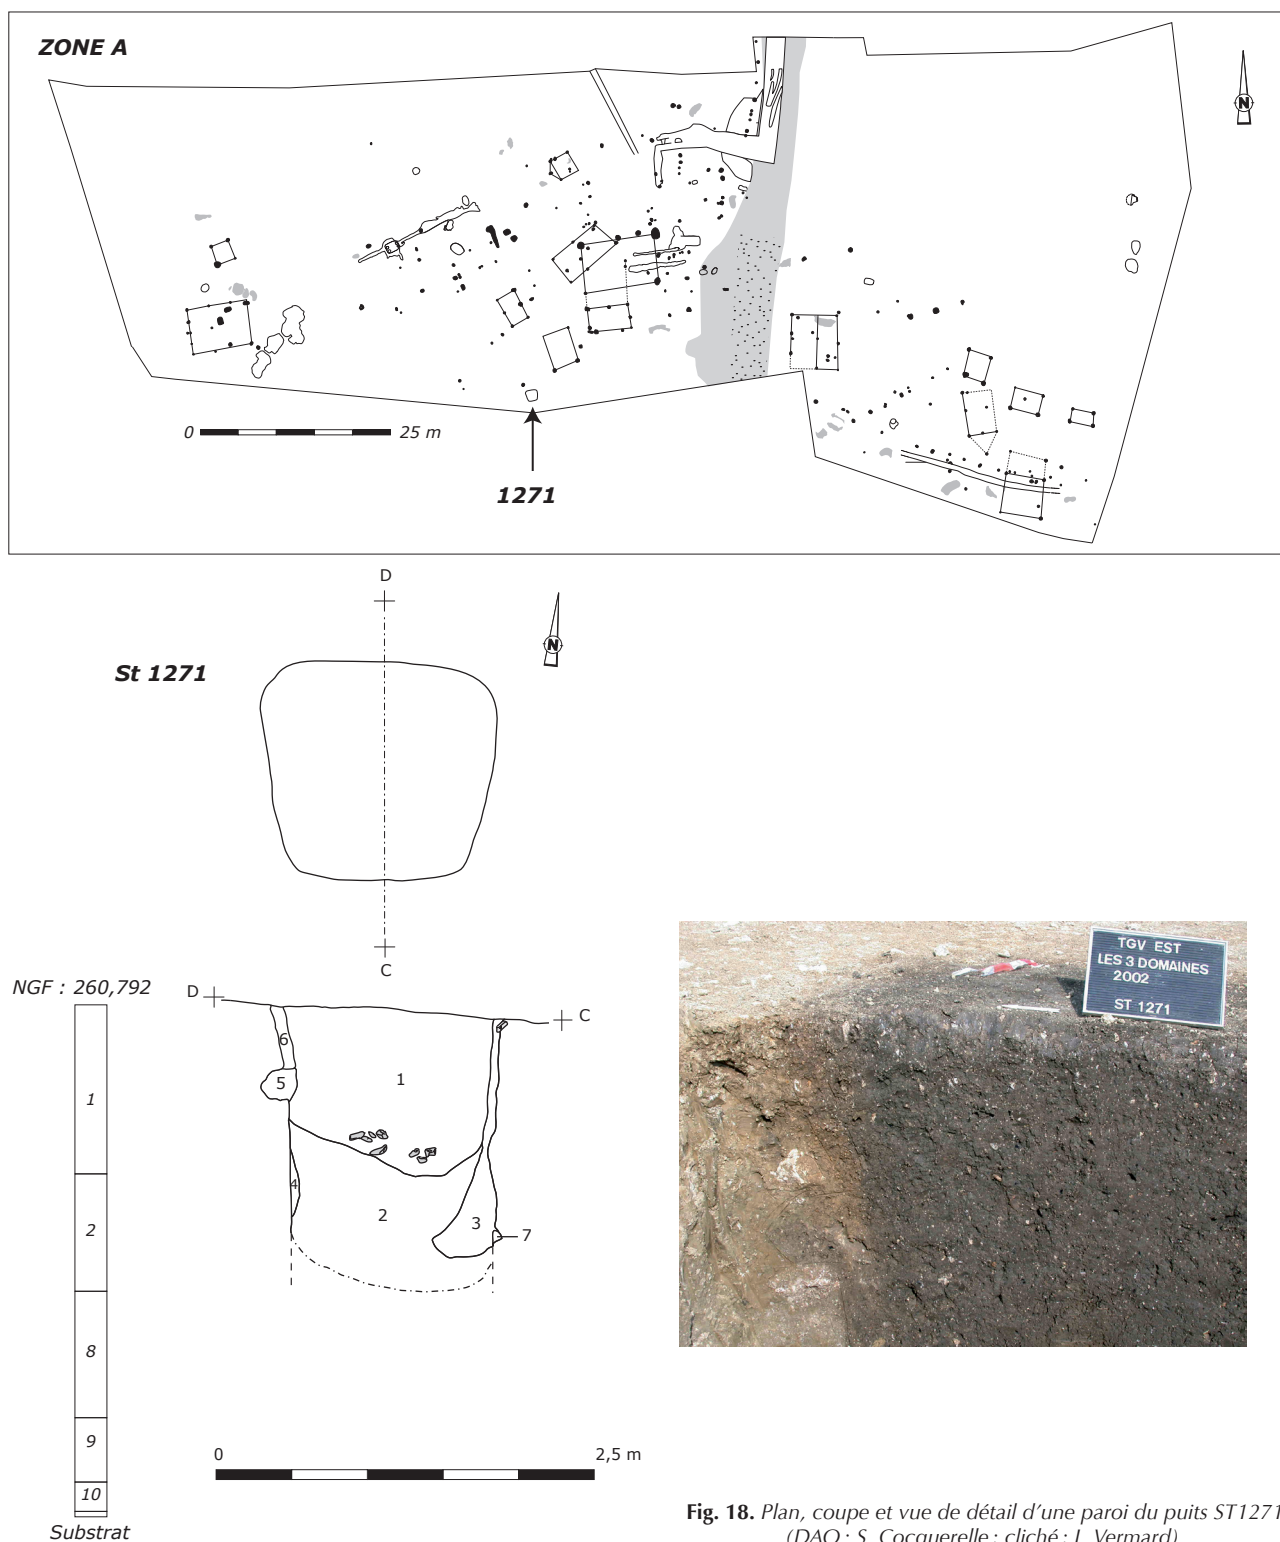 ZONE A
N
0 25 m
1271
D
N
St 1271
C
NGF : 260,792
D C
6
5
1
1
4
2
3
7
2
8
9
10
Substrat
0 2,5 m
TGV EST
LES 3 DOMAINES
2002
ST 1271
Fig. 18. Plan, coupe et vue de détail d’une paroi du puits ST1271
(DAO : S. Cocquerelle ; cliché : L. Vermard)